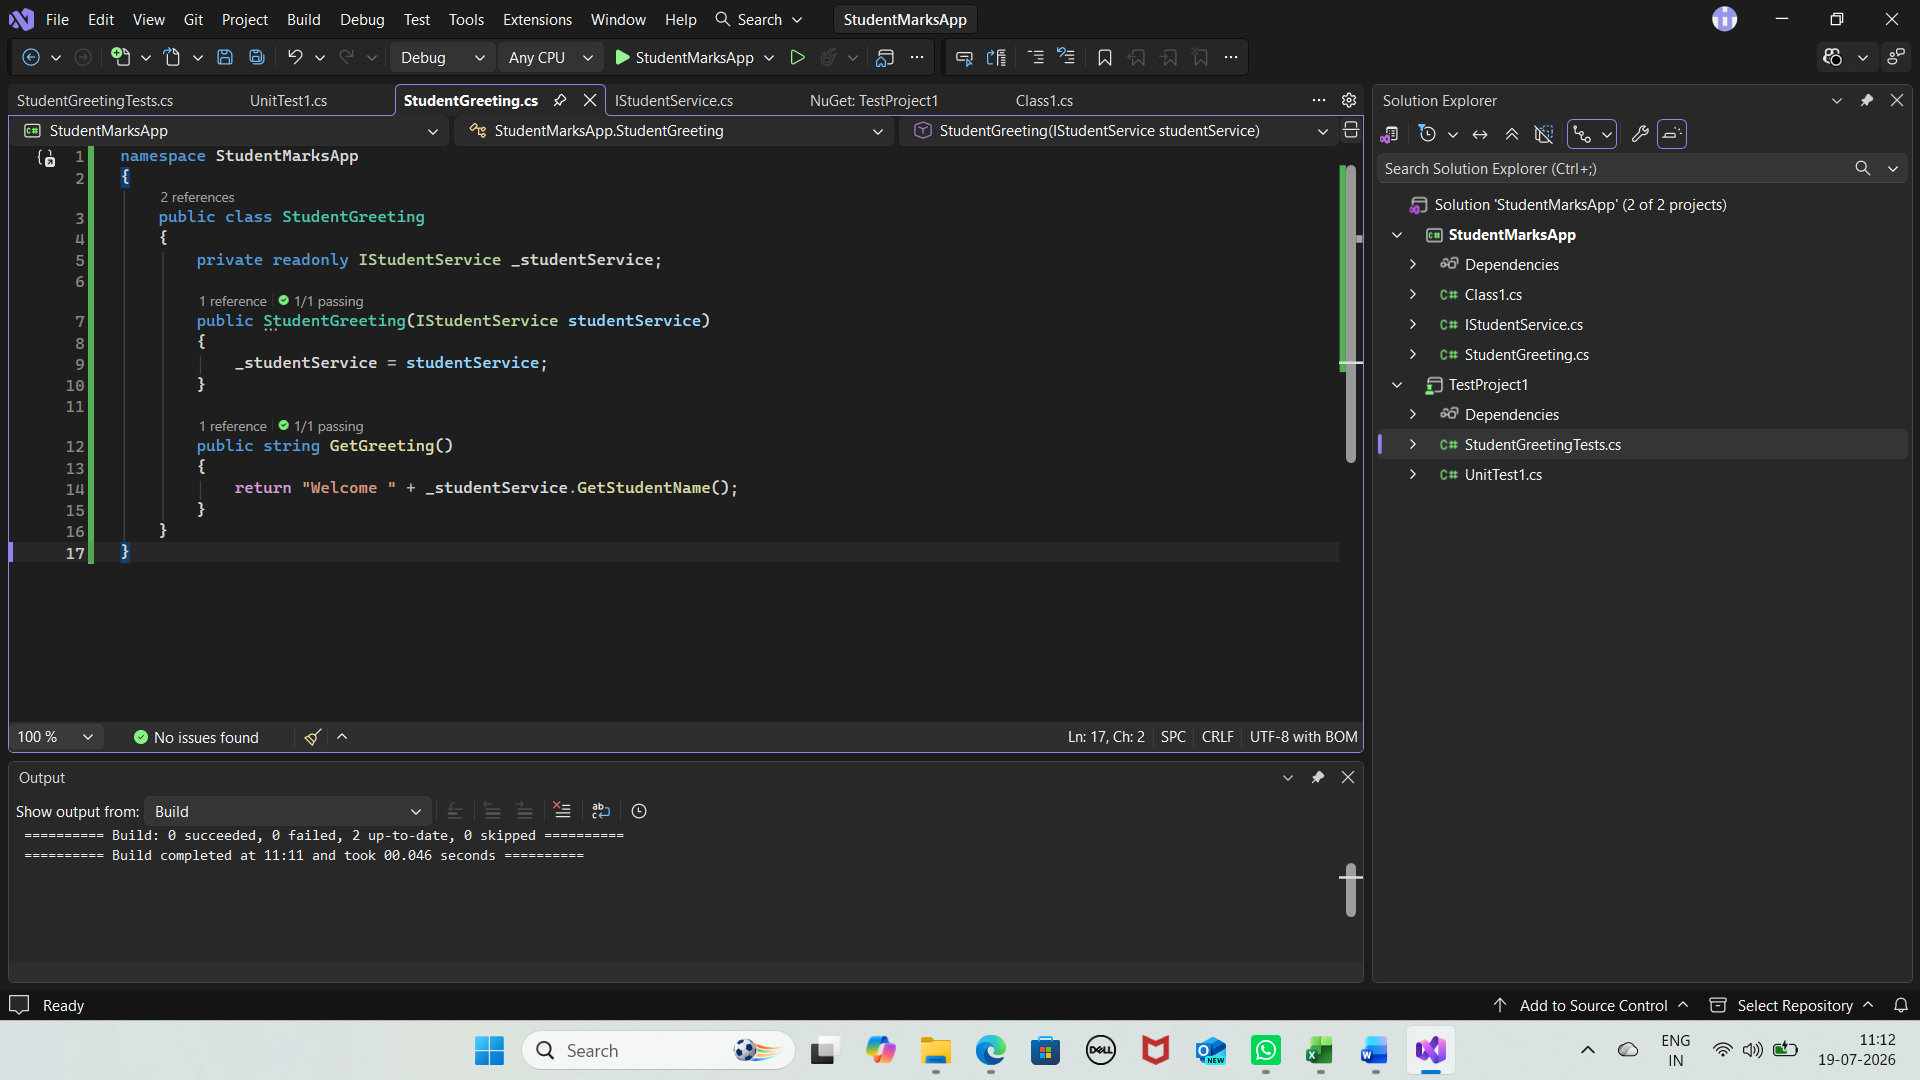 File Edit View Git Project Build Debug Test Tools Extensions Window Help Search StudentMarksApp
Debug Any CPU StudentMarksApp
StudentGreetingTests.cs UnitTest1.cs StudentGreeting.cs IStudentService.cs NuGet: TestProject1 Class1.cs
StudentMarksApp StudentMarksApp.StudentGreeting StudentGreeting(IStudentService studentService)
1 namespace StudentMarksApp
2 {
2 references
3 public class StudentGreeting
4 {
5 private readonly IStudentService _studentService;
6
1 reference 1/1 passing
7 public StudentGreeting(IStudentService studentService)
8 {
9 _studentService = studentService;
10 }
11
1 reference 1/1 passing
12 public string GetGreeting()
13 {
14 return "Welcome " + _studentService.GetStudentName();
15 }
16 }
17 }
100 % No issues found Ln: 17, Ch: 2 SPC CRLF UTF-8 with BOM
Output
Show output from: Build
========== Build: 0 succeeded, 0 failed, 2 up-to-date, 0 skipped ==========
========== Build completed at 11:11 and took 00.046 seconds ==========
Solution Explorer
Search Solution Explorer (Ctrl+;)
Solution 'StudentMarksApp' (2 of 2 projects)
StudentMarksApp
Dependencies
C# Class1.cs
C# IStudentService.cs
C# StudentGreeting.cs
TestProject1
Dependencies
C# StudentGreetingTests.cs
C# UnitTest1.cs
Ready Add to Source Control Select Repository
Search DELL NEW ENG IN 11:12
19-07-2026